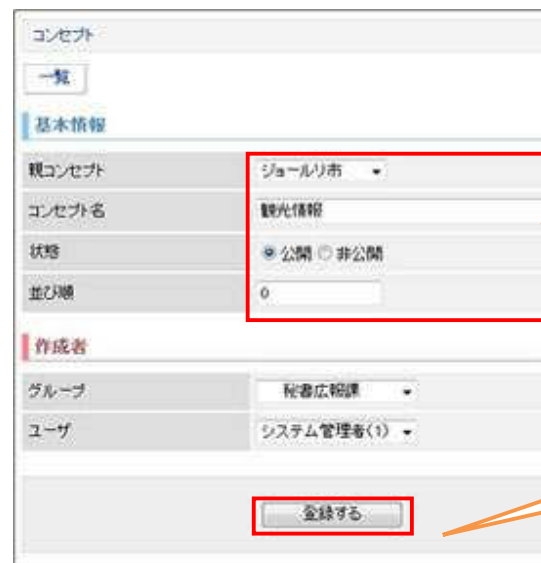 コンセプト
一覧
基本情報
親コンセプト ジョールリ市
コンセプト名 観光情報
状態 公開 非公開
並び順 0
作成者
グループ 秘書広報課
ユーザ システム管理者(1)
登録する